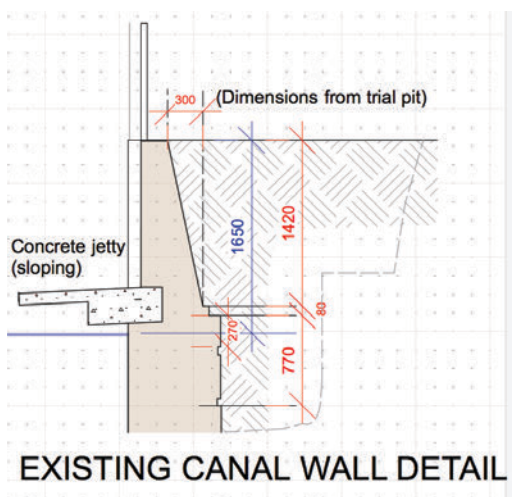 300
(Dimensions from trial pit)
1650
1420
Concrete jetty
(sloping)
80
270
770
EXISTING CANAL WALL DETAIL